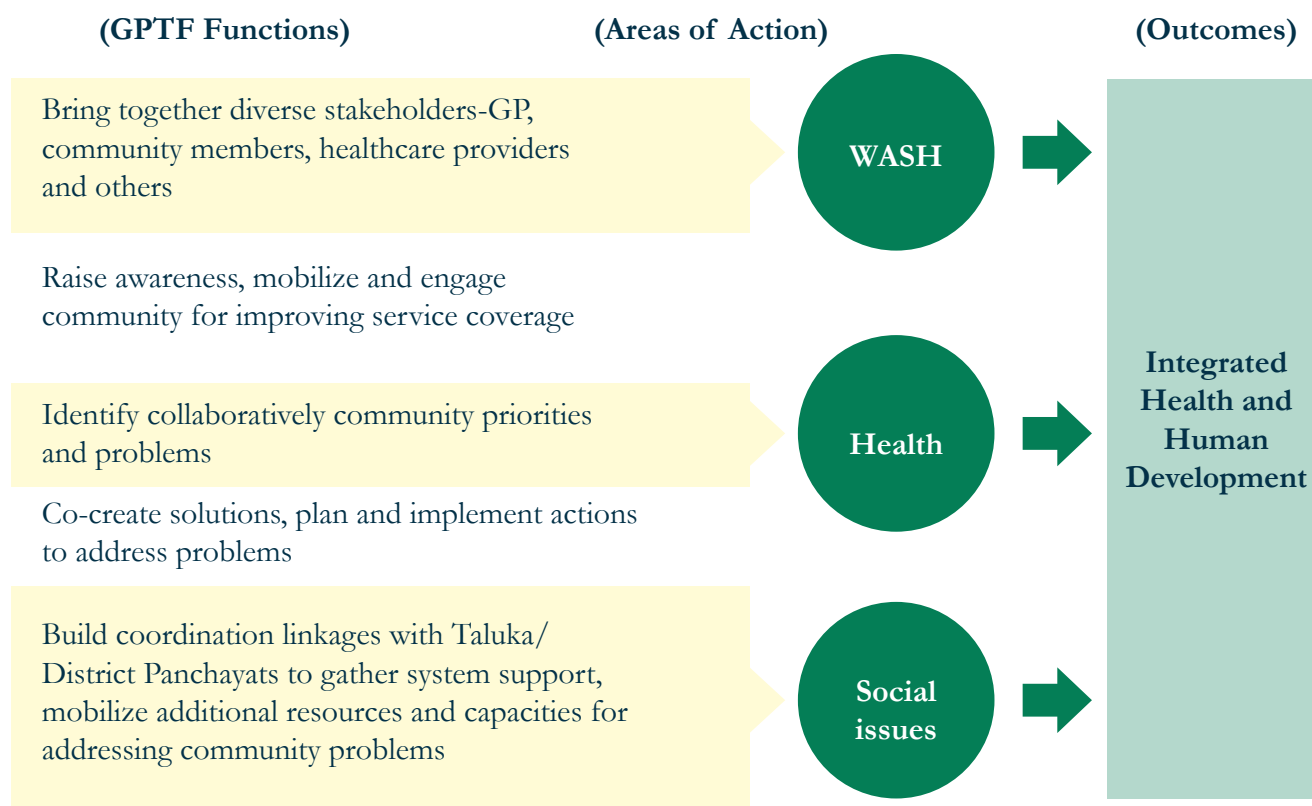 (GPTF Functions)
(Areas of Action)
(Outcomes)
Bring together diverse stakeholders-GP,
community members, healthcare providers
and others
WASH
Raise awareness, mobilize and engage
community for improving service coverage
Identify collaboratively community priorities
and problems
Health
Co-create solutions, plan and implement actions
to address problems
Build coordination linkages with Taluka/
District Panchayats to gather system support,
mobilize additional resources and capacities for
addressing community problems
Social
issues
Integrated
Health and
Human
Development